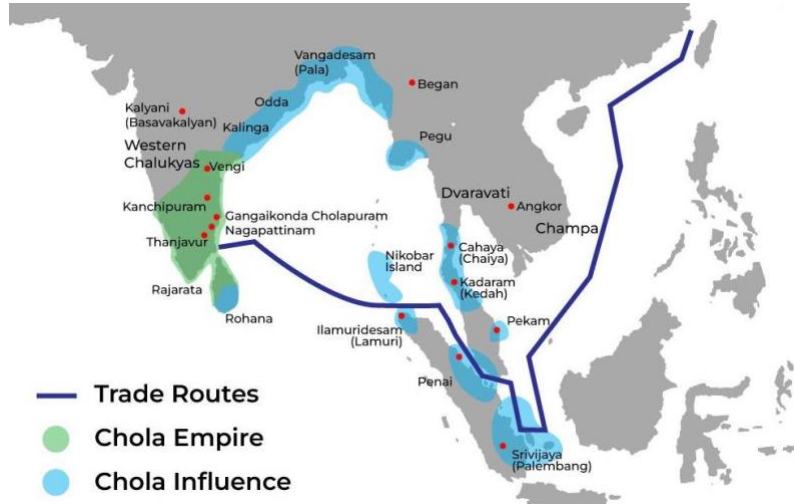 Vangadesam
(Pala)
Began
Kalyani
(Basavakalyan)
Odda
Kalinga
Western
Chalukyas
Vengi
Pegu
Dvaravati
Angkor
Champa
Kanchipuram
Gangaikonda Cholapuram
Nagapattinam
Thanjavur
Cahaya
(Chaiya)
Nikobar
Island
Kadaram
(Kedah)
Rajarata
Rohana
Ilamuridesam
(Lamuri)
Pekam
Penai
Srivijaya
(Palembang)
Trade Routes
Chola Empire
Chola Influence